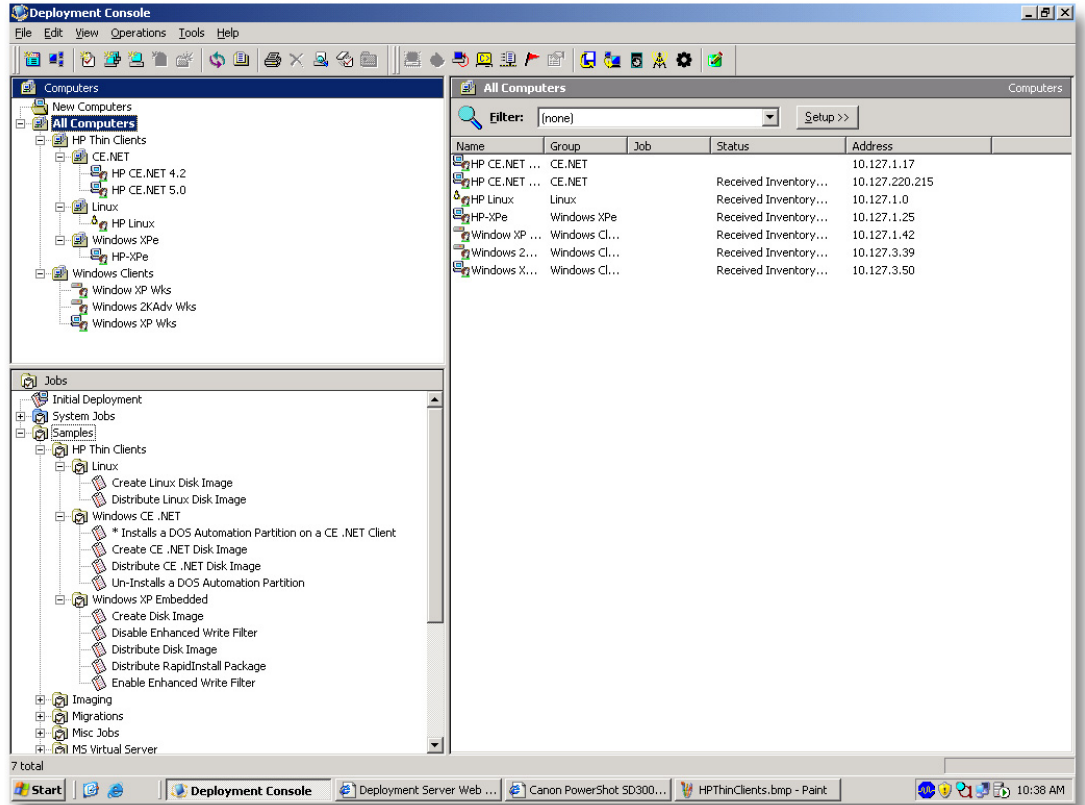 Deployment Console
File Edit View Operations Tools Help
Computers
New Computers
All Computers
HP Thin Clients
CE.NET
HP CE.NET 4.2
HP CE.NET 5.0
Linux
HP Linux
Windows XPe
HP-XPe
Windows Clients
Window XP Wks
Windows 2KAdv Wks
Windows XP Wks
Jobs
Initial Deployment
System Jobs
Samples
HP Thin Clients
Linux
Create Linux Disk Image
Distribute Linux Disk Image
Windows CE .NET
* Installs a DOS Automation Partition on a CE .NET Client
Create CE .NET Disk Image
Distribute CE .NET Disk Image
Un-Installs a DOS Automation Partition
Windows XP Embedded
Create Disk Image
Disable Enhanced Write Filter
Distribute Disk Image
Distribute RapidInstall Package
Enable Enhanced Write Filter
Imaging
Migrations
Misc Jobs
MS Virtual Server
All Computers Computers
Filter: (none) Setup >>
Name Group Job Status Address
HP CE.NET ... CE.NET 10.127.1.17
HP CE.NET ... CE.NET Received Inventory... 10.127.220.215
HP Linux Linux Received Inventory... 10.127.1.0
HP-XPe Windows XPe Received Inventory... 10.127.1.25
Window XP ... Windows Cl... Received Inventory... 10.127.1.42
Windows 2... Windows Cl... Received Inventory... 10.127.3.39
Windows X... Windows Cl... Received Inventory... 10.127.3.50
7 total
Start Deployment Console Deployment Server Web ... Canon PowerShot SD300... HPThinClients.bmp - Paint 10:38 AM